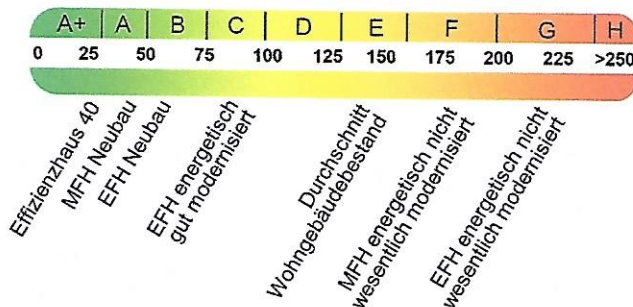 A+ A B C D E F G H
0 25 50 75 100 125 150 175 200 225 >250
Effizienzhaus 40
MFH Neubau
EFH Neubau
EFH energetisch
gut modernisiert
Durchschnitt
Wohngebäudebestand
MFH energetisch nicht
wesentlich modernisiert
EFH energetisch nicht
wesentlich modernisiert